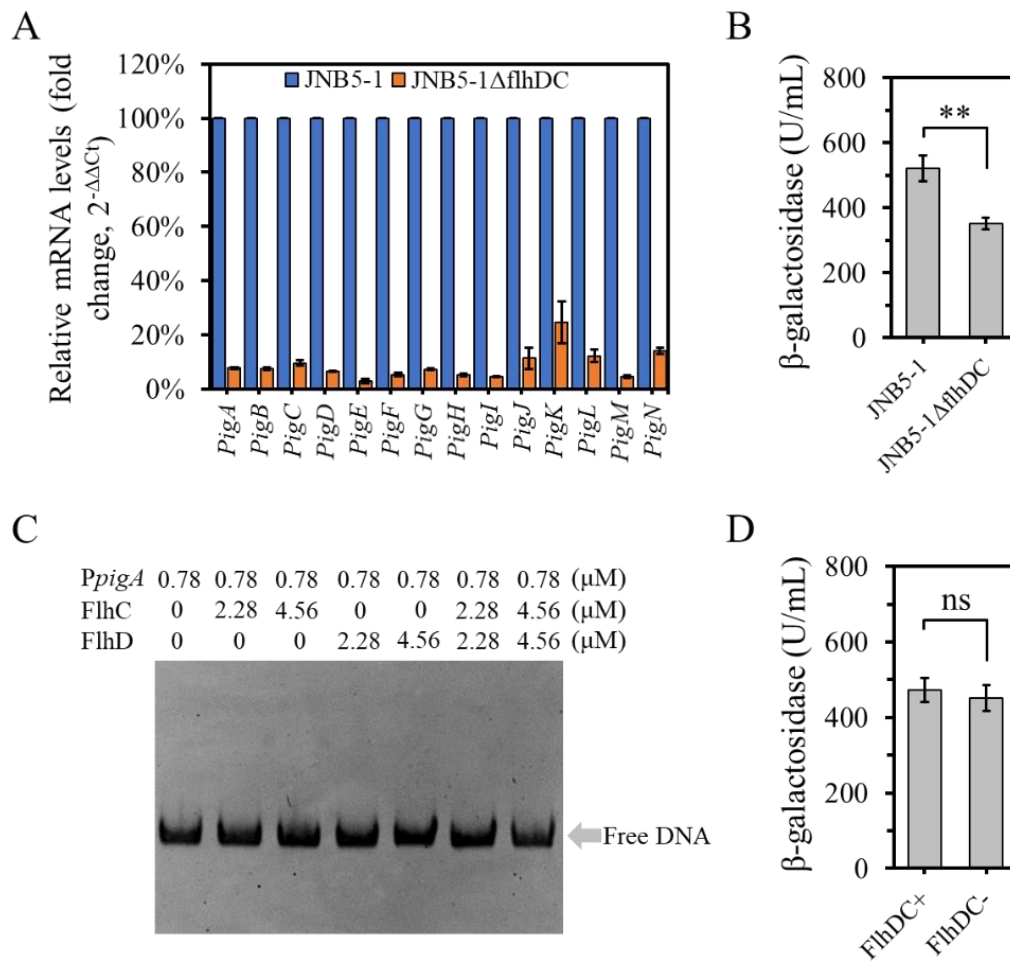 A
Relative mRNA levels (fold
change, 2^-ΔΔCt)
120%
100%
80%
60%
40%
20%
0%
JNB5-1 JNB5-1ΔflhDC
PigA PigB PigC PigD PigE PigF PigG PigH PigI PigJ PigK PigL PigM PigN
B
β-galactosidase (U/mL)
800
600
400
200
0
**
JNB5-1
JNB5-1ΔflhDC
C
PpigA 0.78 0.78 0.78 0.78 0.78 0.78 0.78 (μM)
FlhC 0 2.28 4.56 0 0 2.28 4.56 (μM)
FlhD 0 0 0 2.28 4.56 2.28 4.56 (μM)
Free DNA
D
β-galactosidase (U/mL)
800
600
400
200
0
ns
FlhDC+
FlhDC-